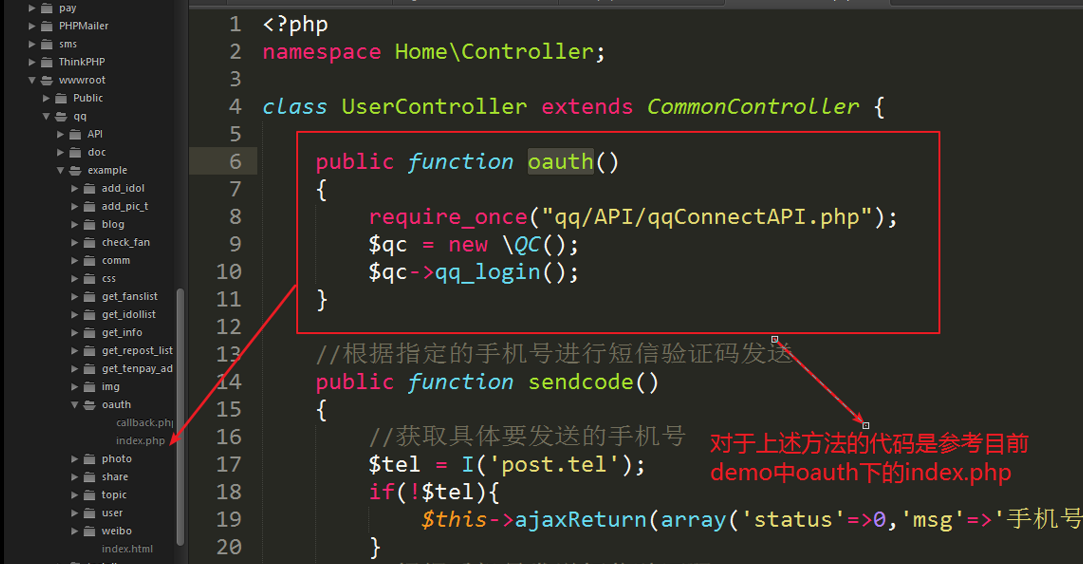 pay
PHPMailer
sms
ThinkPHP
wwwroot
Public
qq
API
doc
example
add_idol
add_pic_t
blog
check_fan
comm
css
get_fanslist
get_idollist
get_info
get_repost_list
get_tenpay_ad
img
oauth
callback.php
index.php
photo
share
topic
user
weibo
index.html
1 <?php
2 namespace Home\Controller;
3
4 class UserController extends CommonController {
5
6 public function oauth()
7 {
8 require_once("qq/API/qqConnectAPI.php");
9 $qc = new \QC();
10 $qc->qq_login();
11 }
12
13 //根据指定的手机号进行短信验证码发送
14 public function sendcode()
15 {
16 //获取具体要发送的手机号
17 $tel = I('post.tel');
18 if(!$tel){
19 $this->ajaxReturn(array('status'=>0,'msg'=>'手机号
20 }
对于上述方法的代码是参考目前
demo中oauth下的index.php